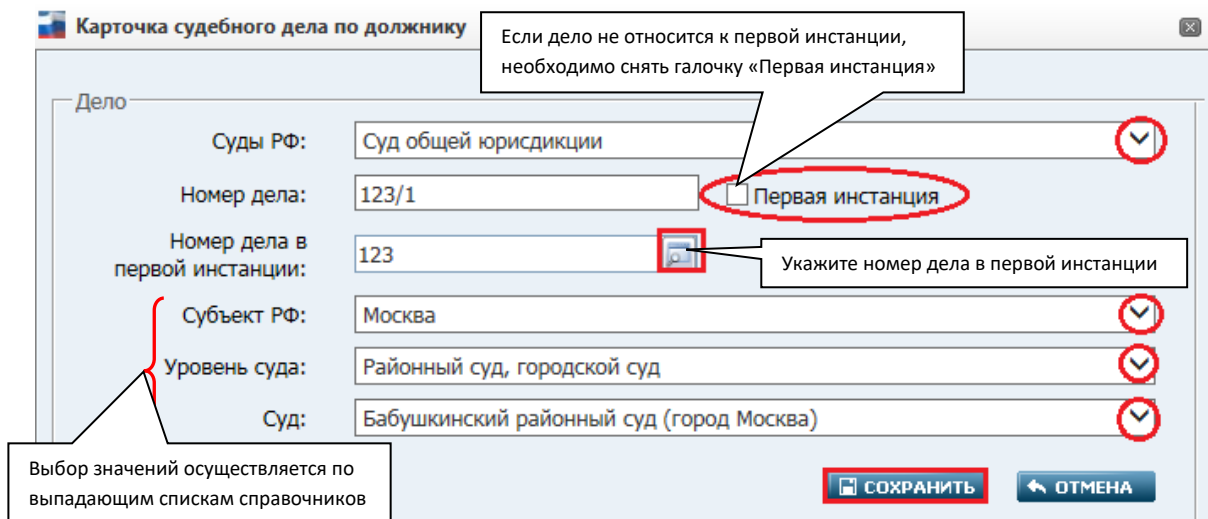 Карточка судебного дела по должнику
Если дело не относится к первой инстанции,
необходимо снять галочку «Первая инстанция»
Дело
Суды РФ:
Суд общей юрисдикции
Номер дела:
123/1
Первая инстанция
Номер дела в
первой инстанции:
123
Укажите номер дела в первой инстанции
Субъект РФ:
Москва
Уровень суда:
Районный суд, городской суд
Суд:
Бабушкинский районный суд (город Москва)
Выбор значений осуществляется по
выпадающим спискам справочников
СОХРАНИТЬ
ОТМЕНА